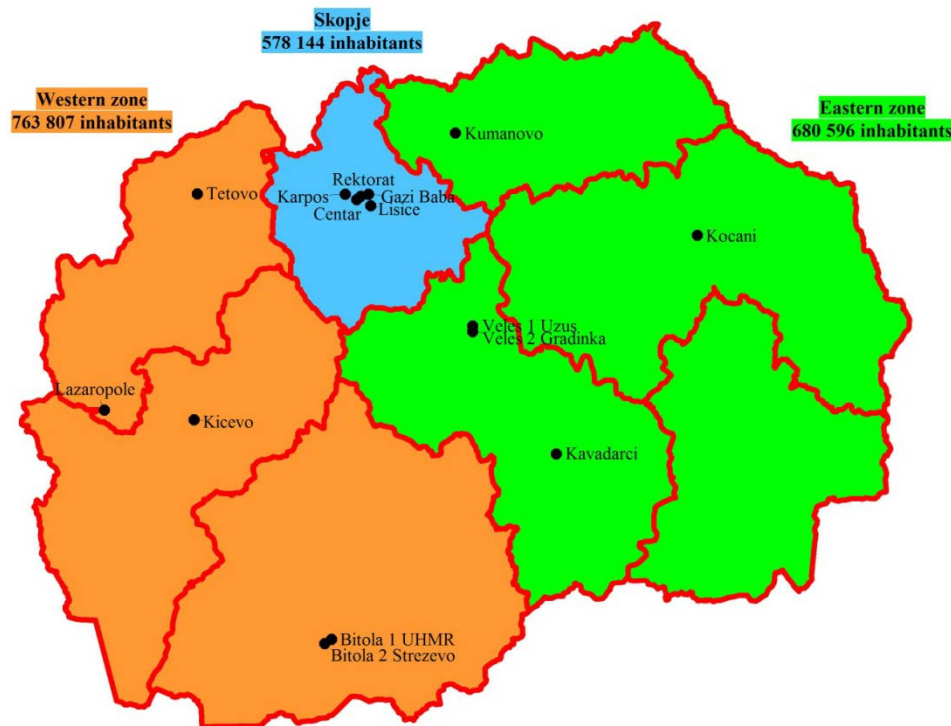 Skopje
578 144 inhabitants
Western zone
763 807 inhabitants
Eastern zone
680 596 inhabitants
Kumanovo
Tetovo
Rektorat
Karpos
Gazi Baba
Centar
Lisice
Kocani
Veles 1 Uzus
Veles 2 Gradinka
Lazaropole
Kicevo
Kavadarci
Bitola 1 UHMR
Bitola 2 Strezevo